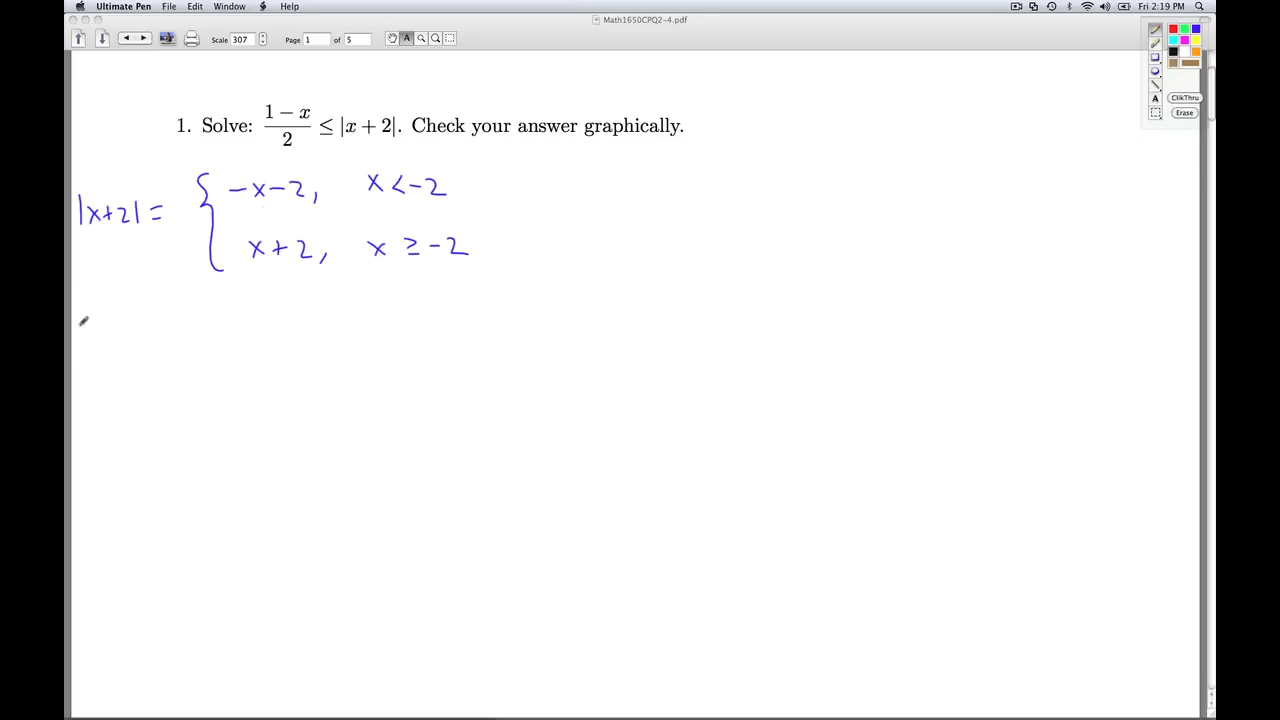 Ultimate Pen File Edit Window Help Fri 2:19 PM
Math1650CPQ2-4.pdf
Scale 307 Page 1 of 5 A
A ClikThru
Erase
1. Solve: \frac{1 − x}{2} ≤ |x + 2|. Check your answer graphically.
|x+2| = { −x−2, x < −2
x+2, x ≥ −2